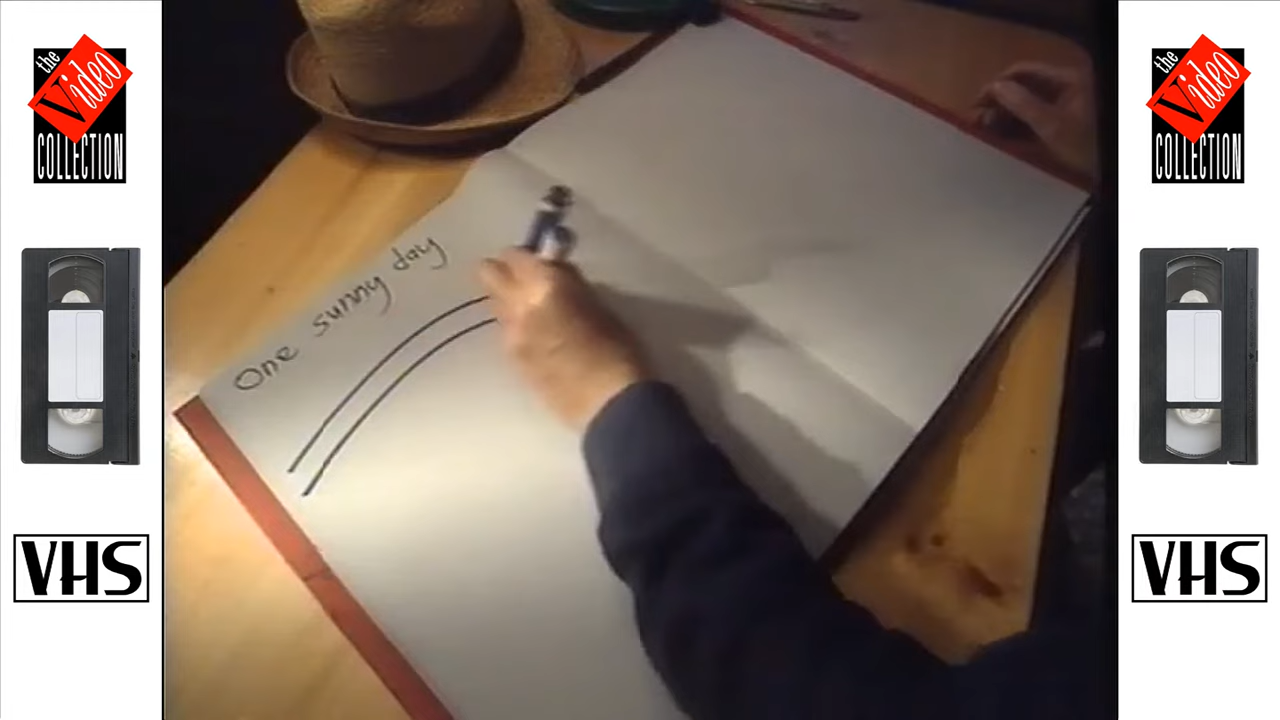 the
Video
COLLECTION
VHS
One sunny day
the
Video
COLLECTION
VHS